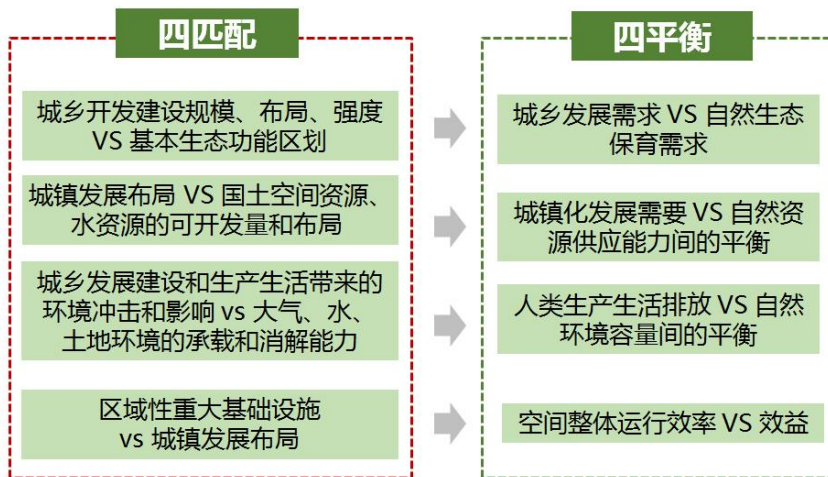 四匹配
城乡开发建设规模、布局、强度
VS 基本生态功能区划
城镇发展布局 VS 国土空间资源、
水资源的可开发量和布局
城乡发展建设和生产生活带来的
环境冲击和影响 vs 大气、水、
土地环境的承载和消解能力
区域性重大基础设施
vs 城镇发展布局
四平衡
城乡发展需求 VS 自然生态
保育需求
城镇化发展需要 VS 自然资
源供应能力间的平衡
人类生产生活排放 VS 自然
环境容量间的平衡
空间整体运行效率 VS 效益